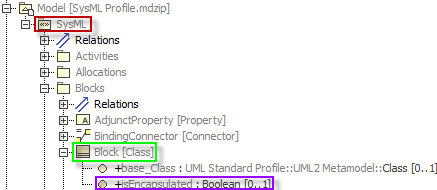 Model [SysML Profile.mdzip]
«» SysML
Relations
Activities
Allocations
Blocks
Relations
A AdjunctProperty [Property]
BindingConnector [Connector]
Block [Class]
+base_Class : UML Standard Profile::UML2 Metamodel::Class [0..1]
+isEncapsulated : Boolean [0..1]